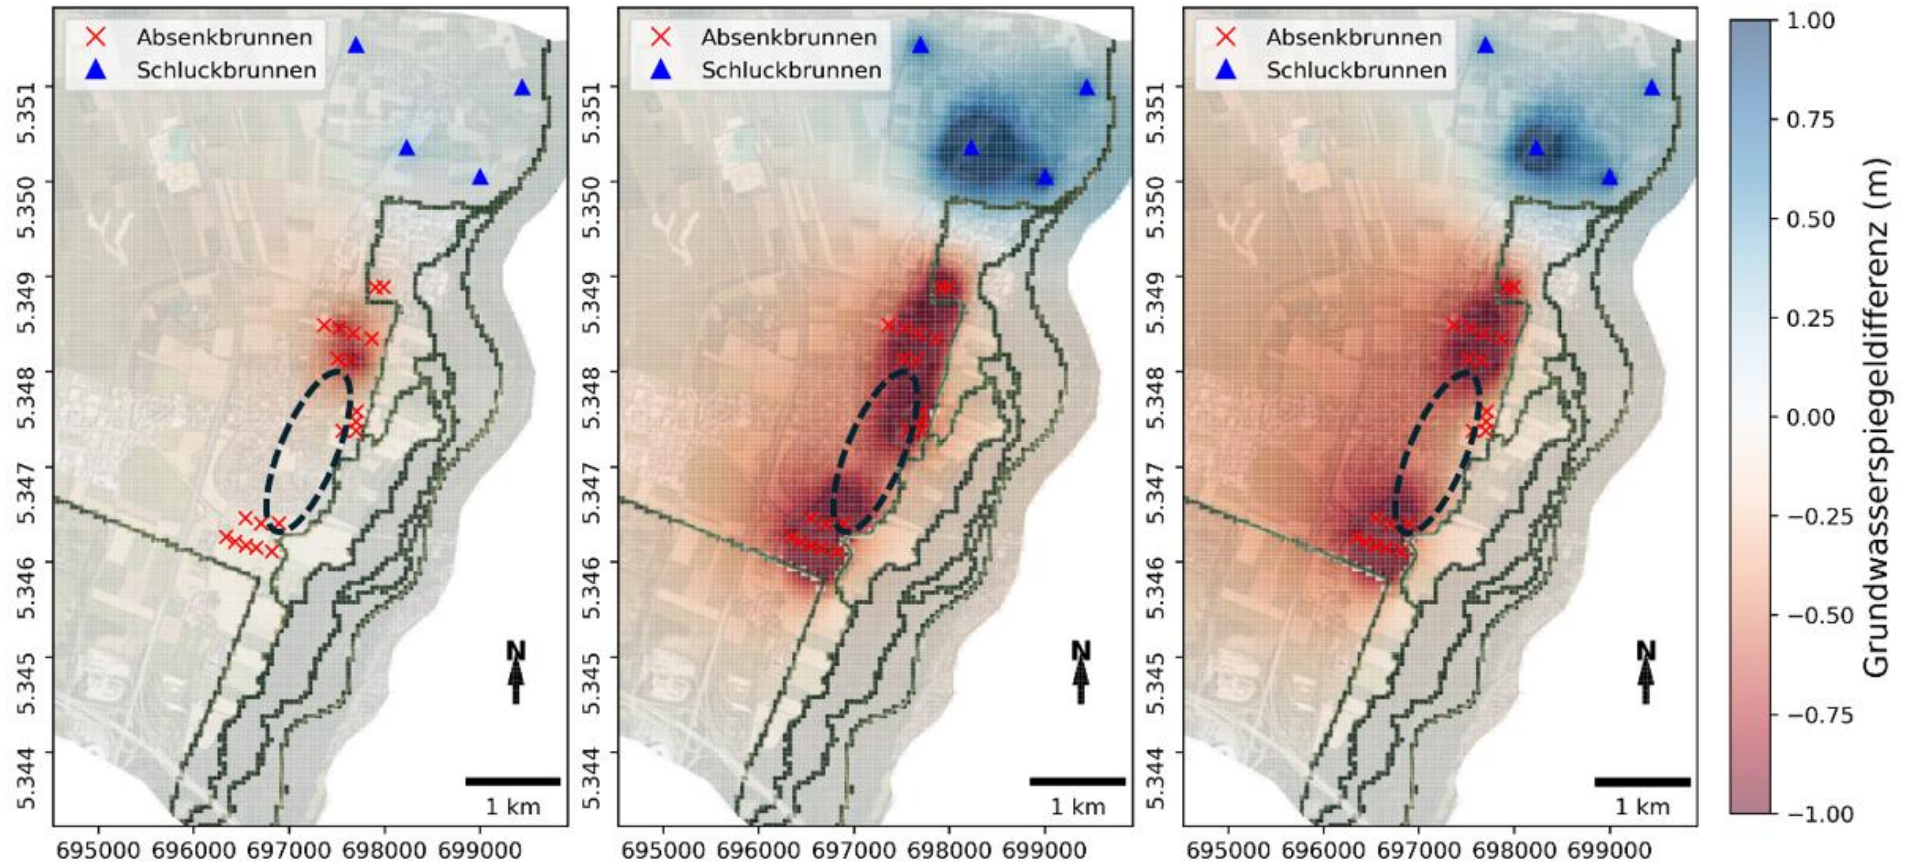 Absenkbrunnen
Schluckbrunnen
5.351
5.350
5.349
5.348
5.347
5.346
5.345
5.344
N
1 km
695000 696000 697000 698000 699000
Absenkbrunnen
Schluckbrunnen
5.351
5.350
5.349
5.348
5.347
5.346
5.345
5.344
N
1 km
695000 696000 697000 698000 699000
Absenkbrunnen
Schluckbrunnen
5.351
5.350
5.349
5.348
5.347
5.346
5.345
5.344
N
1 km
695000 696000 697000 698000 699000
1.00
0.75
0.50
0.25
0.00
−0.25
−0.50
−0.75
−1.00
Grundwasserspiegeldifferenz (m)